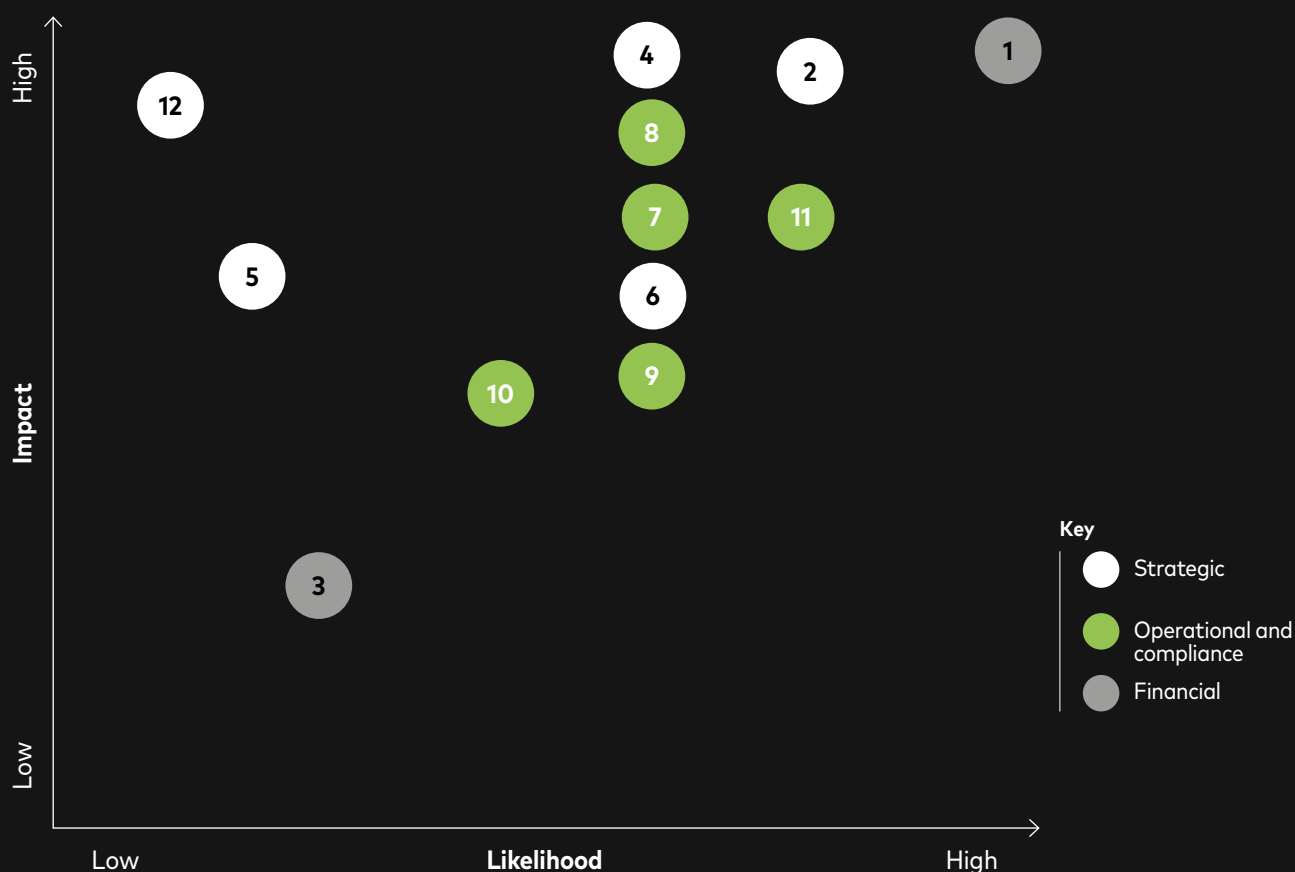 High
Impact
Low
4
2
1
12
8
7
11
5
6
9
10
3
Key
Strategic
Operational and
compliance
Financial
Low
Likelihood
High